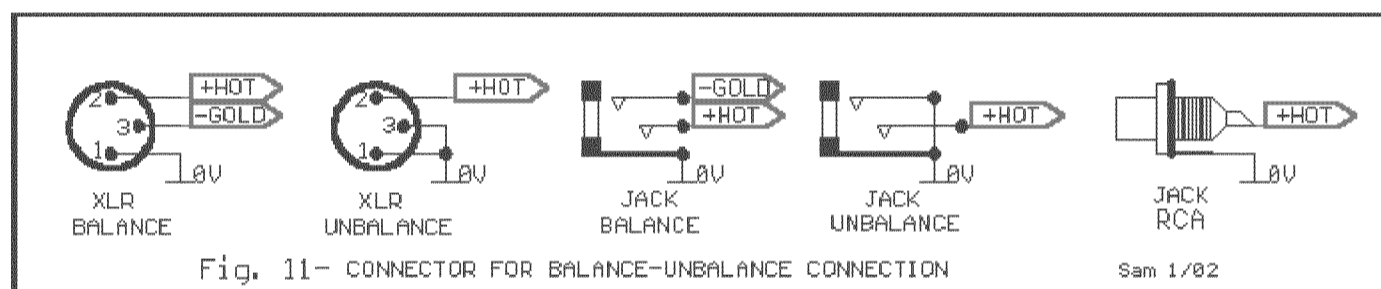 +HOT
-GOLD
2
3
1
0V
XLR
BALANCE
+HOT
2
3
1
0V
XLR
UNBALANCE
-GOLD
+HOT
0V
JACK
BALANCE
+HOT
0V
JACK
UNBALANCE
+HOT
0V
JACK
RCA
Fig. 11- CONNECTOR FOR BALANCE-UNBALANCE CONNECTION
Sam 1/02